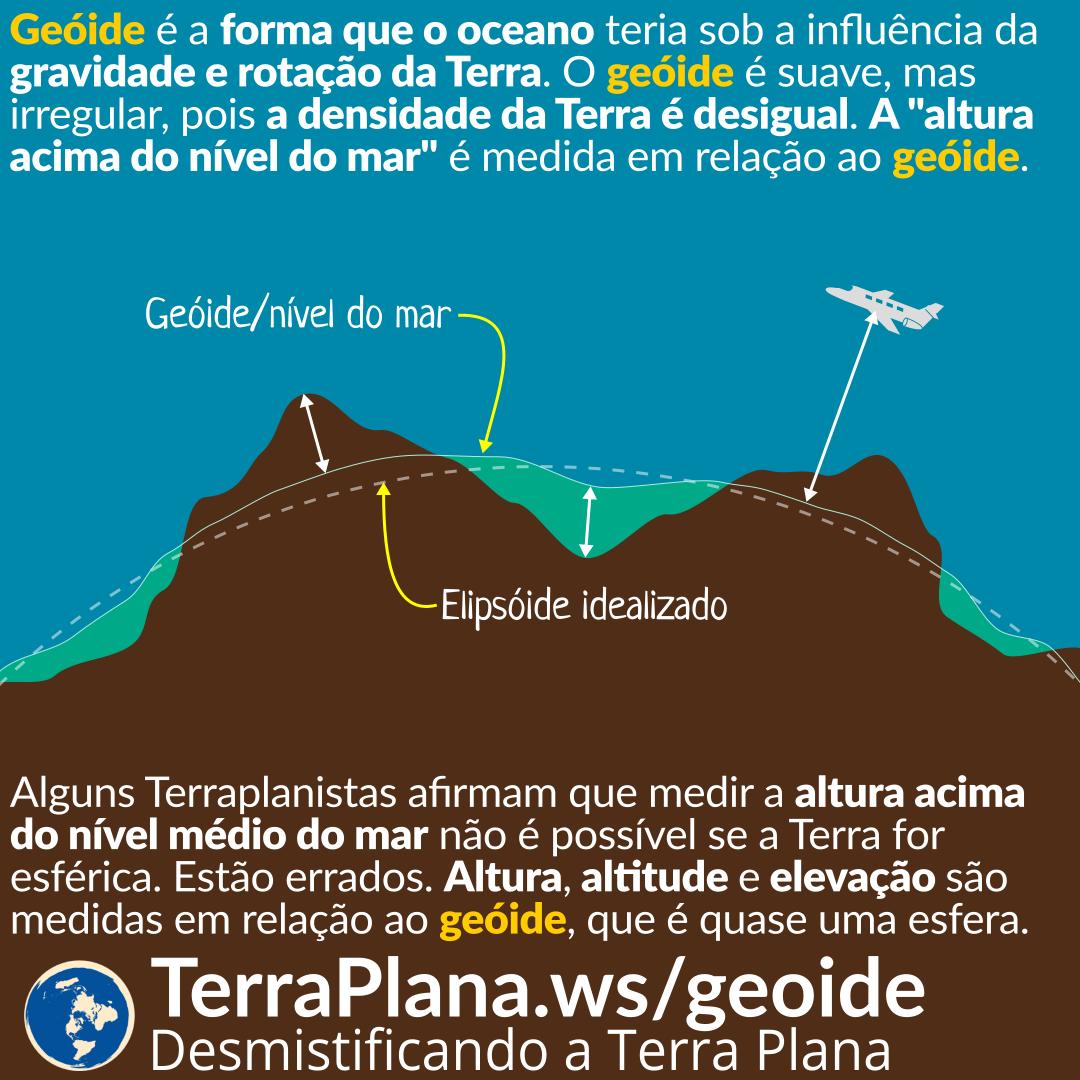 Geóide é a forma que o oceano teria sob a influência da
gravidade e rotação da Terra. O geóide é suave, mas
irregular, pois a densidade da Terra é desigual. A "altura
acima do nível do mar" é medida em relação ao geóide.
Geóide/nível do mar
Elipsóide idealizado
Alguns Terraplanistas afirmam que medir a altura acima
do nível médio do mar não é possível se a Terra for
esférica. Estão errados. Altura, altitude e elevação são
medidas em relação ao geóide, que é quase uma esfera.
TerraPlana.ws/geoide
Desmistificando a Terra Plana